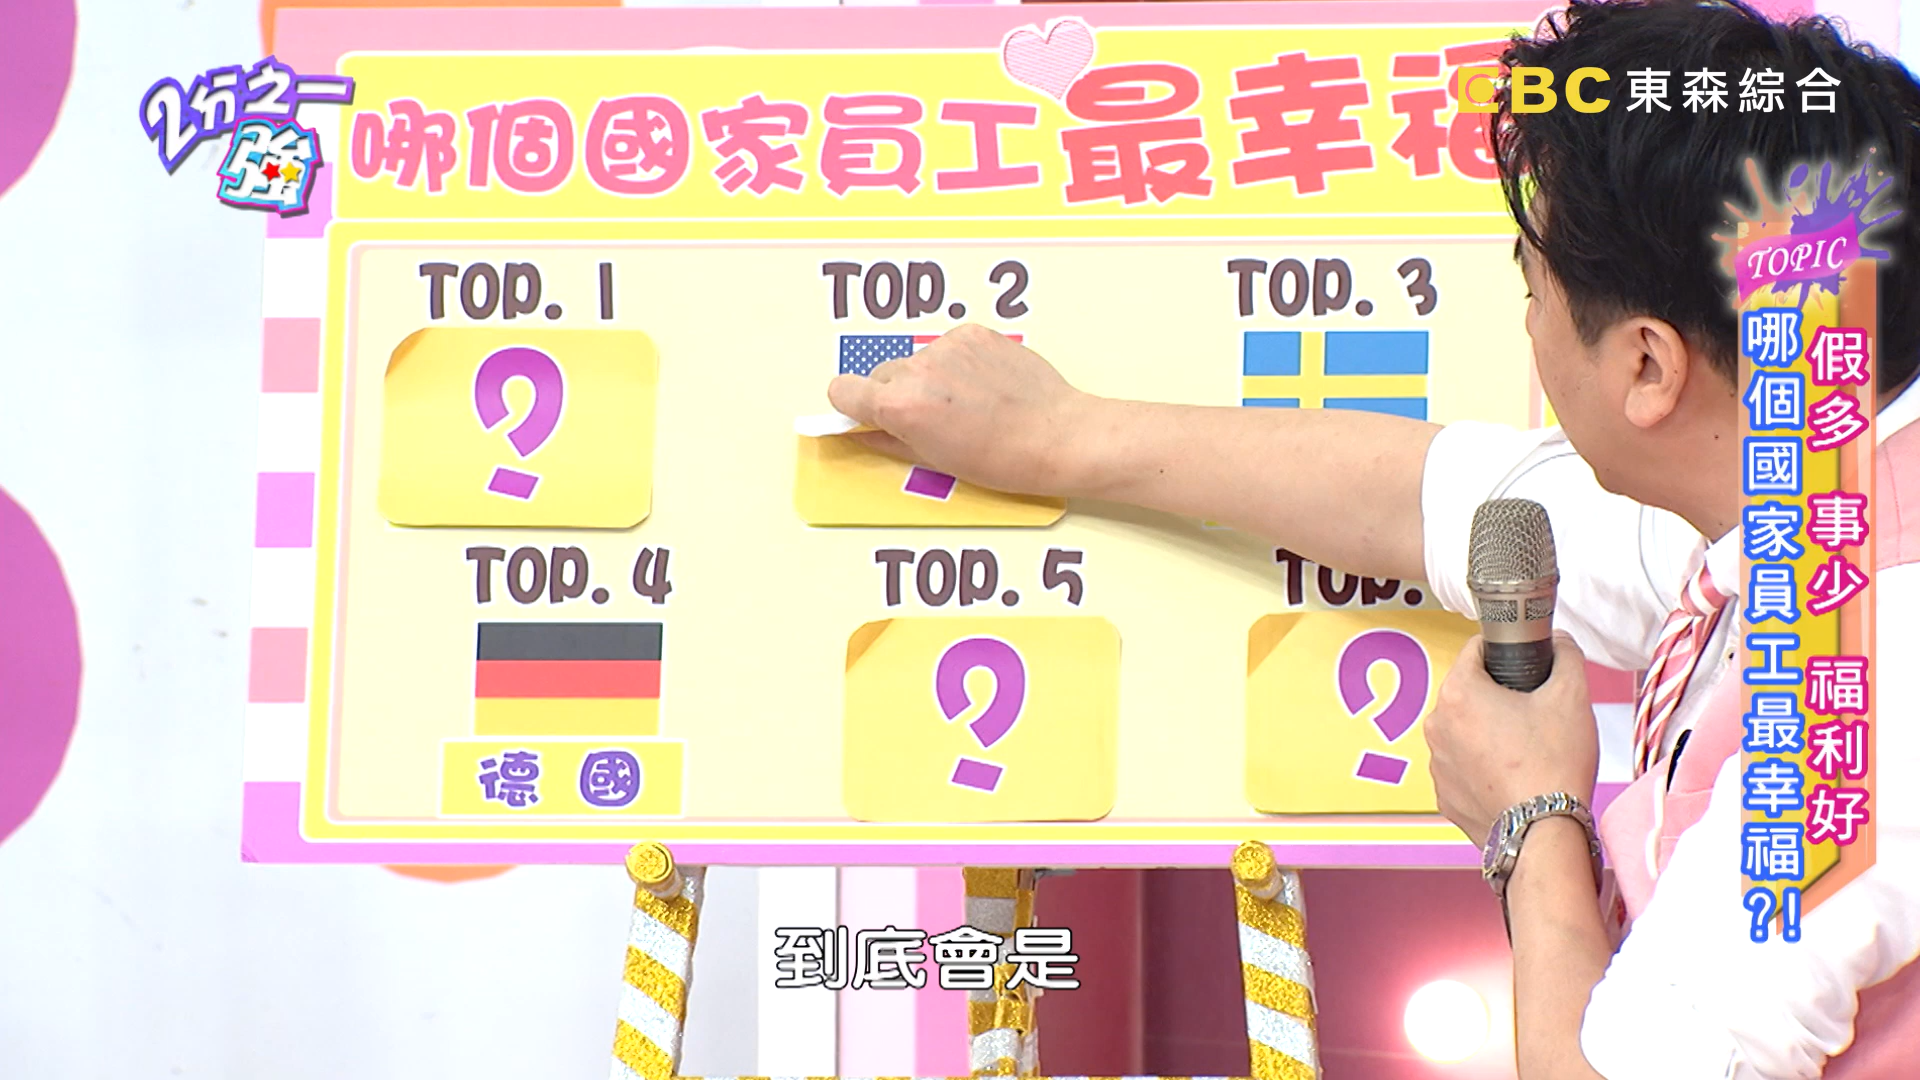 2分之一
強
EBC 東森綜合
哪個國家員工最幸福
TOP. 1
TOP. 2
TOP. 3
?
?
TOP. 4
TOP. 5
TOP.
德國
?
?
TOPIC
假多 事少 福利好
哪個國家員工最幸福?!
到底會是